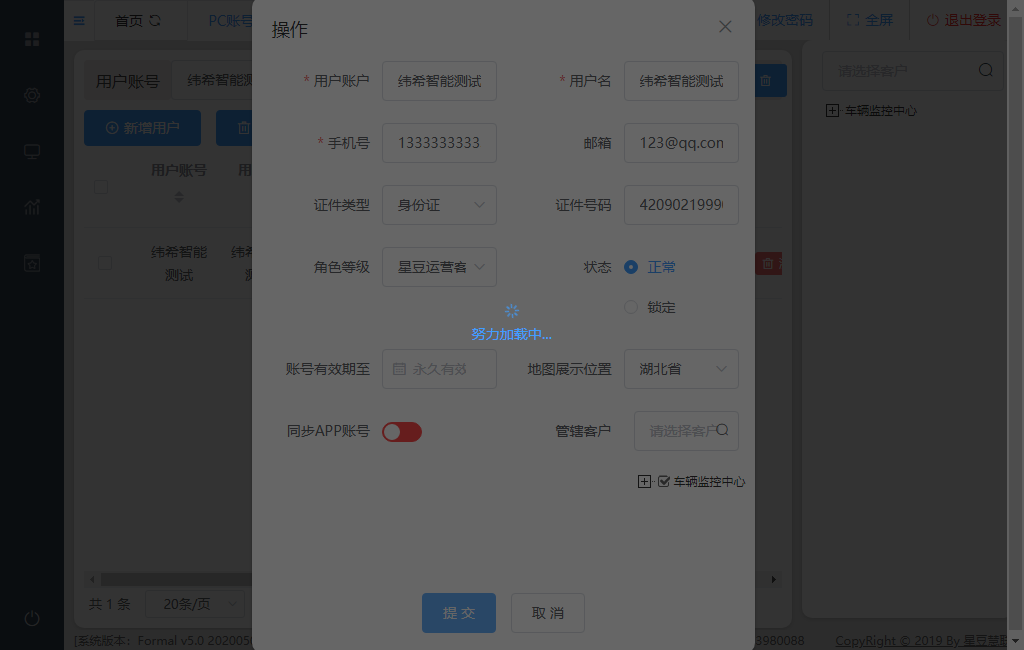 首页
PC账号
修改密码
全屏
退出登录
操作
用户账号
纬希智能测
* 用户账户
纬希智能测试
* 用户名
纬希智能测试
请选择客户
车辆监控中心
新增用户
* 手机号
1333333333
邮箱
123@qq.com
用户账号
用
证件类型
身份证
证件号码
4209021999
纬希智能
测试
纬希
角色等级
星豆运营客
状态
正常
锁定
努力加载中...
账号有效期至
永久有效
地图展示位置
湖北省
同步APP账号
管辖客户
请选择客户
车辆监控中心
共 1 条
20条/页
提 交
取 消
[系统版本：Formal v5.0 202005
3980088
CopyRight © 2019 By 星豆慧联